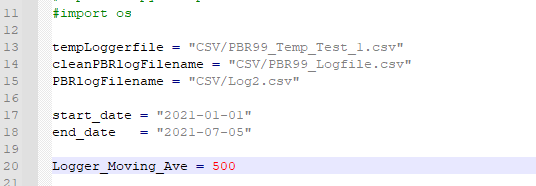 11 #import os
12
13 tempLoggerfile = "CSV/PBR99_Temp_Test_1.csv"
14 cleanPBRlogFilename = "CSV/PBR99_Logfile.csv"
15 PBRlogFilename = "CSV/Log2.csv"
16
17 start_date = "2021-01-01"
18 end_date   = "2021-07-05"
19
20 Logger_Moving_Ave = 500
21